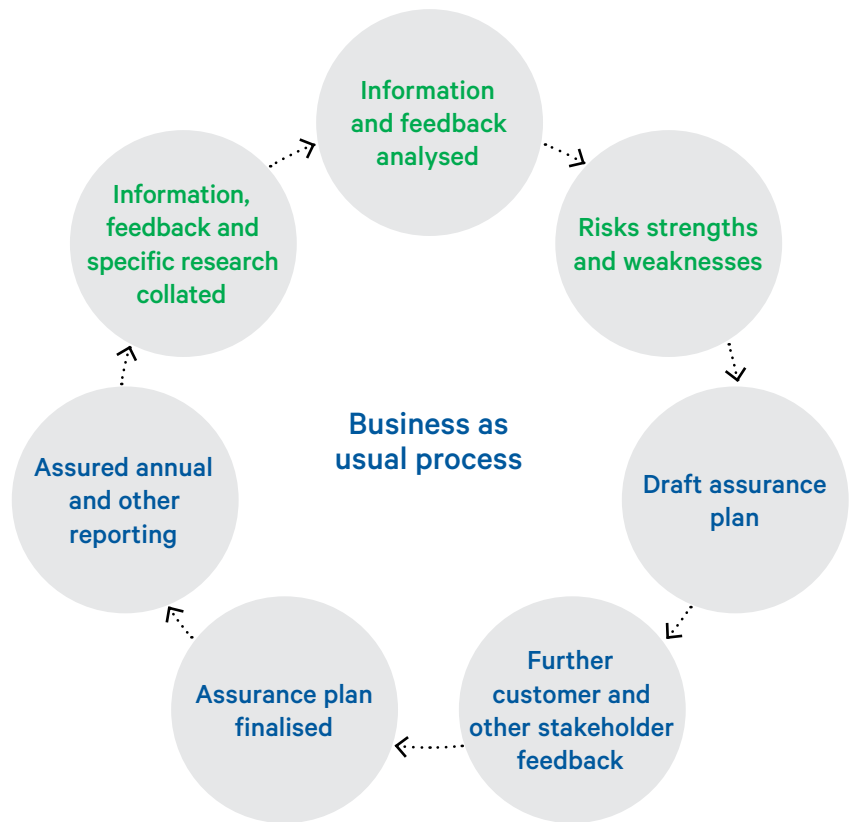 Information
and feedback
analysed
Risks strengths
and weaknesses
Draft assurance
plan
Further
customer and
other stakeholder
feedback
Assurance plan
finalised
Assured annual
and other
reporting
Information,
feedback and
specific research
collated
Business as
usual process